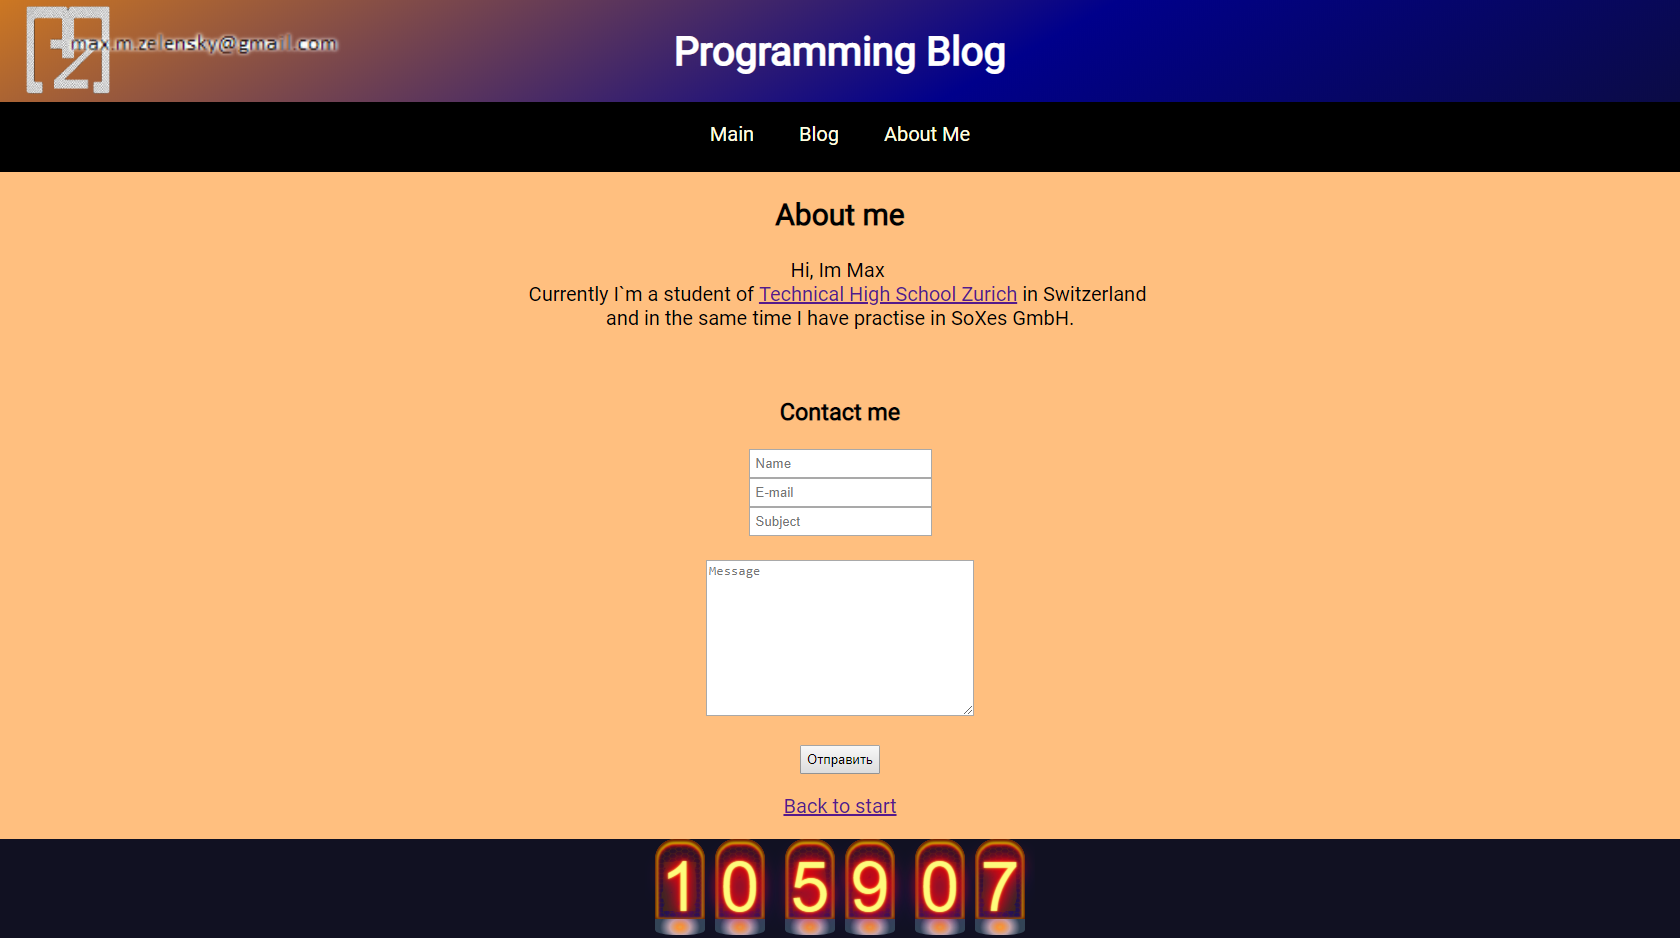 max.m.zelensky@gmail.com
Programming Blog
Main Blog About Me
About me
Hi, Im Max
Currently I`m a student of Technical High School Zurich in Switzerland
and in the same time I have practise in SoXes GmbH.
Contact me
Name
E-mail
Subject
Message
Отправить
Back to start
10 59 07